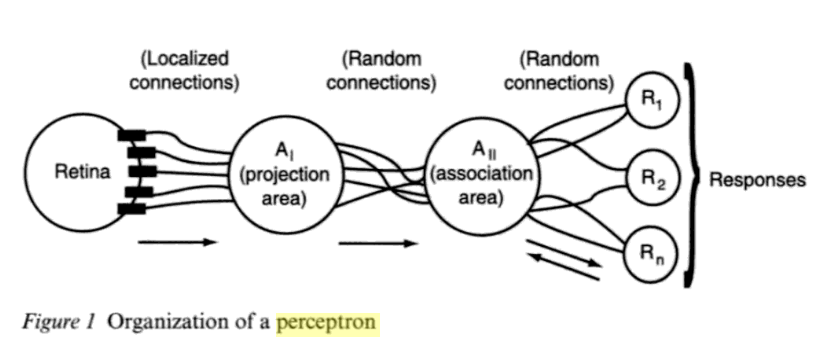 (Localized
connections)
(Random
connections)
(Random
connections)
Retina
A_I
(projection
area)
A_II
(association
area)
R_1
R_2
R_n
Responses
Figure 1 Organization of a perceptron